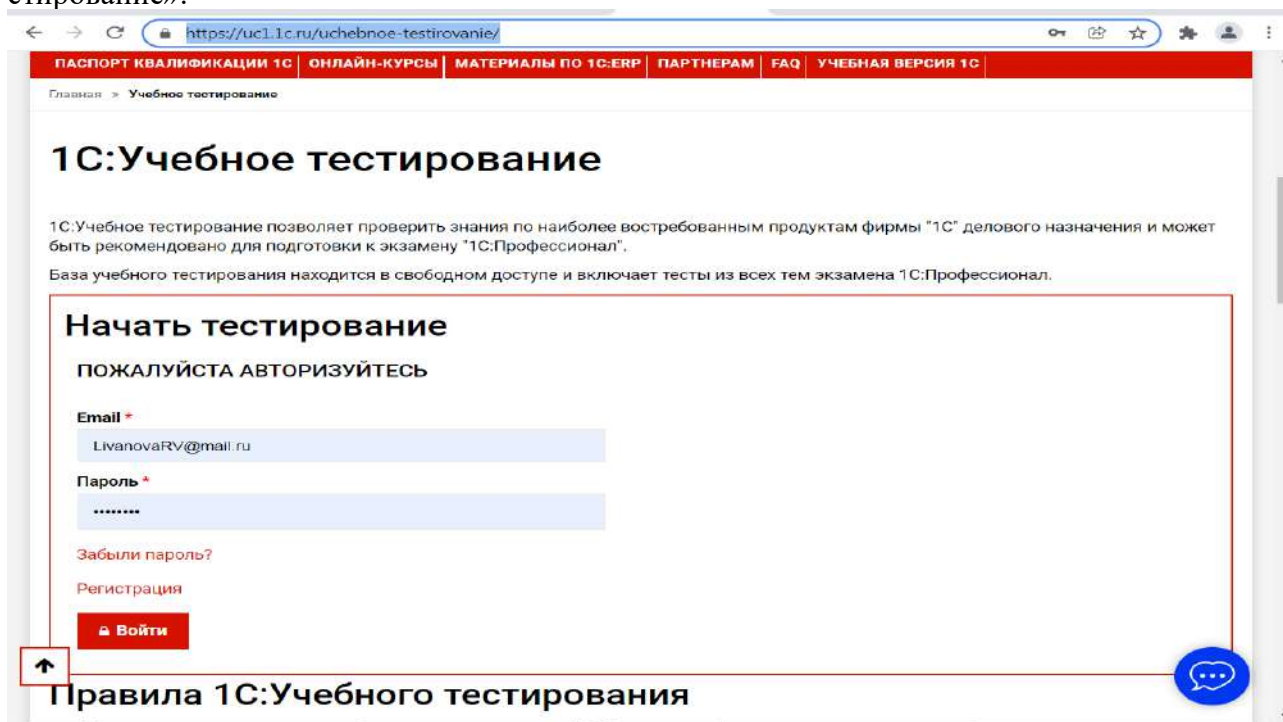 стирование».
https://uc1.1c.ru/uchebnoe-testirovanie/
ПАСПОРТ КВАЛИФИКАЦИИ 1С | ОНЛАЙН-КУРСЫ | МАТЕРИАЛЫ ПО 1С:ERP | ПАРТНЕРАМ | FAQ | УЧЕБНАЯ ВЕРСИЯ 1С
Главная » Учебное тестирование
1С:Учебное тестирование
1С:Учебное тестирование позволяет проверить знания по наиболее востребованным продуктам фирмы "1С" делового назначения и может
быть рекомендовано для подготовки к экзамену "1С:Профессионал".
База учебного тестирования находится в свободном доступе и включает тесты из всех тем экзамена 1С:Профессионал.
Начать тестирование
ПОЖАЛУЙСТА АВТОРИЗУЙТЕСЬ
Email *
LivanovaRV@mail.ru
Пароль *
••••••••
Забыли пароль?
Регистрация
Войти
Правила 1С:Учебного тестирования